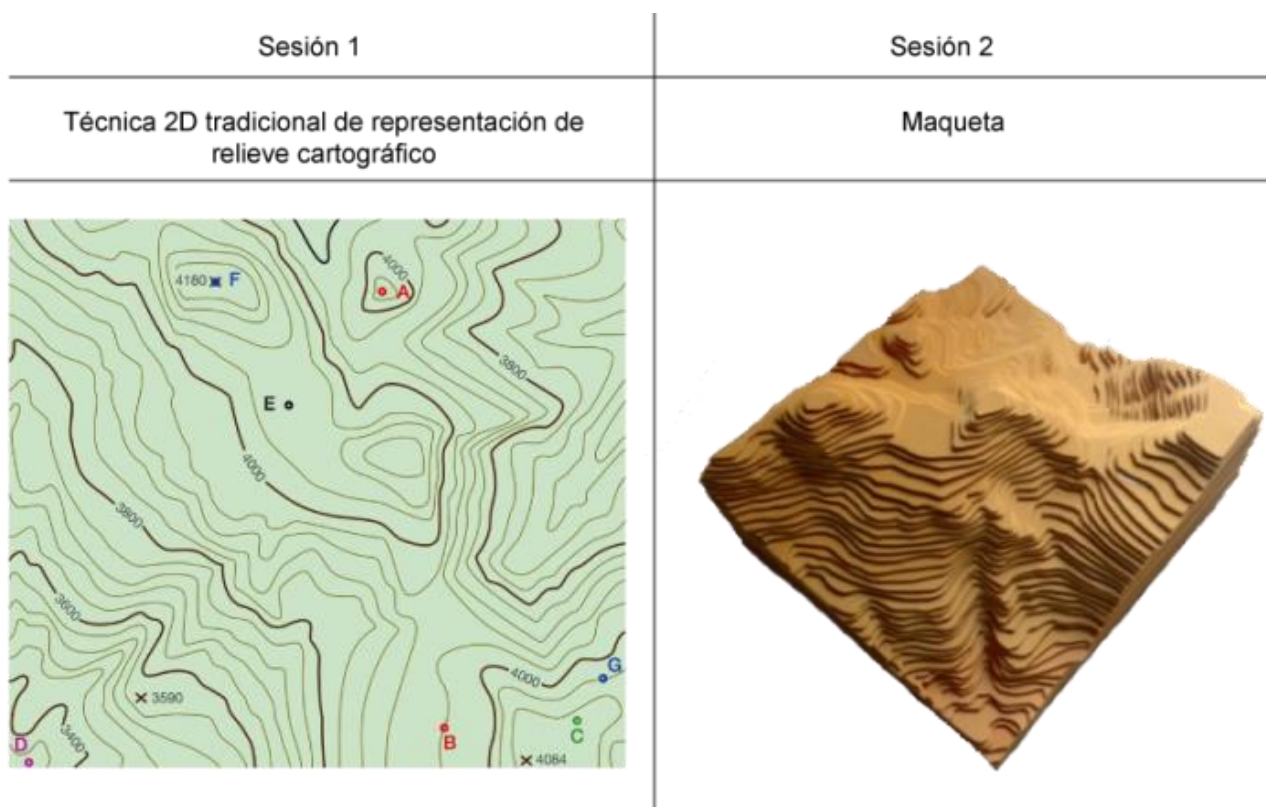 Sesión 1
Sesión 2
Técnica 2D tradicional de representación de
relieve cartográfico
Maqueta
4180 F
4000
A
3800
E
4000
3800
3600
4000
G
3590
3400
D
B
C
4084